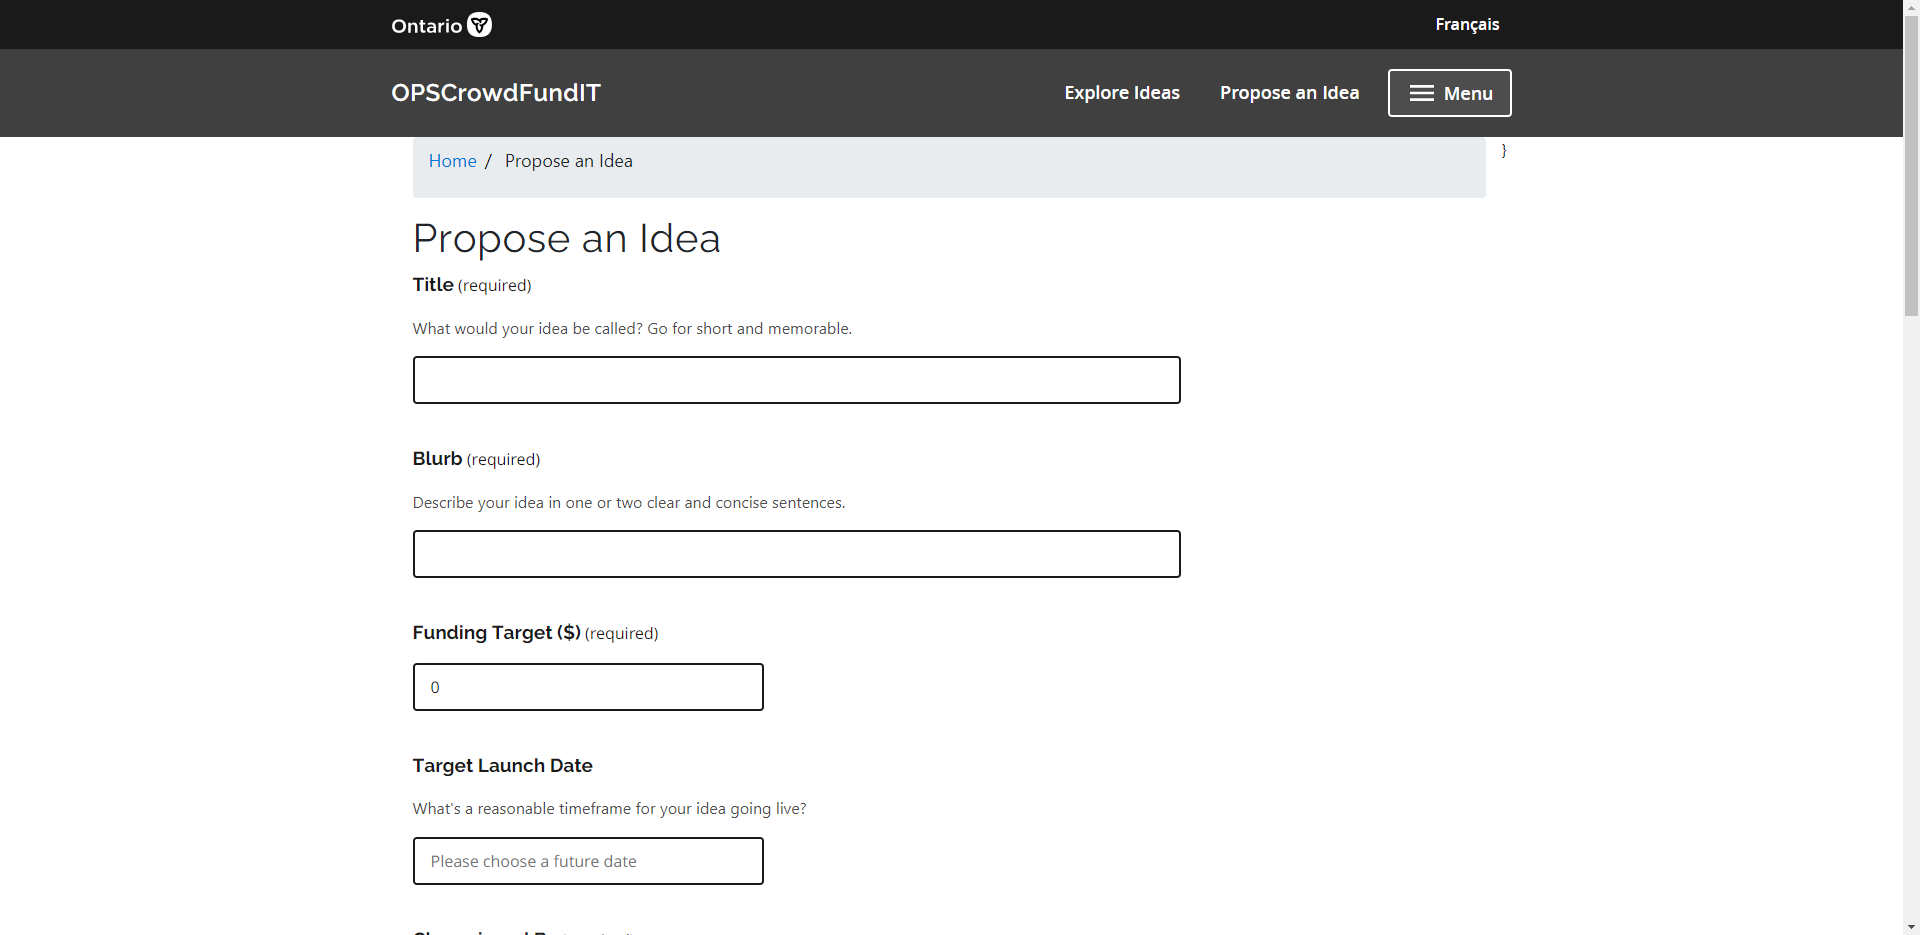 Ontario
Français
OPSCrowdFundIT
Explore Ideas
Propose an Idea
Menu
Home / Propose an Idea
}
Propose an Idea
Title (required)
What would your idea be called? Go for short and memorable.
Blurb (required)
Describe your idea in one or two clear and concise sentences.
Funding Target ($) (required)
0
Target Launch Date
What's a reasonable timeframe for your idea going live?
Please choose a future date